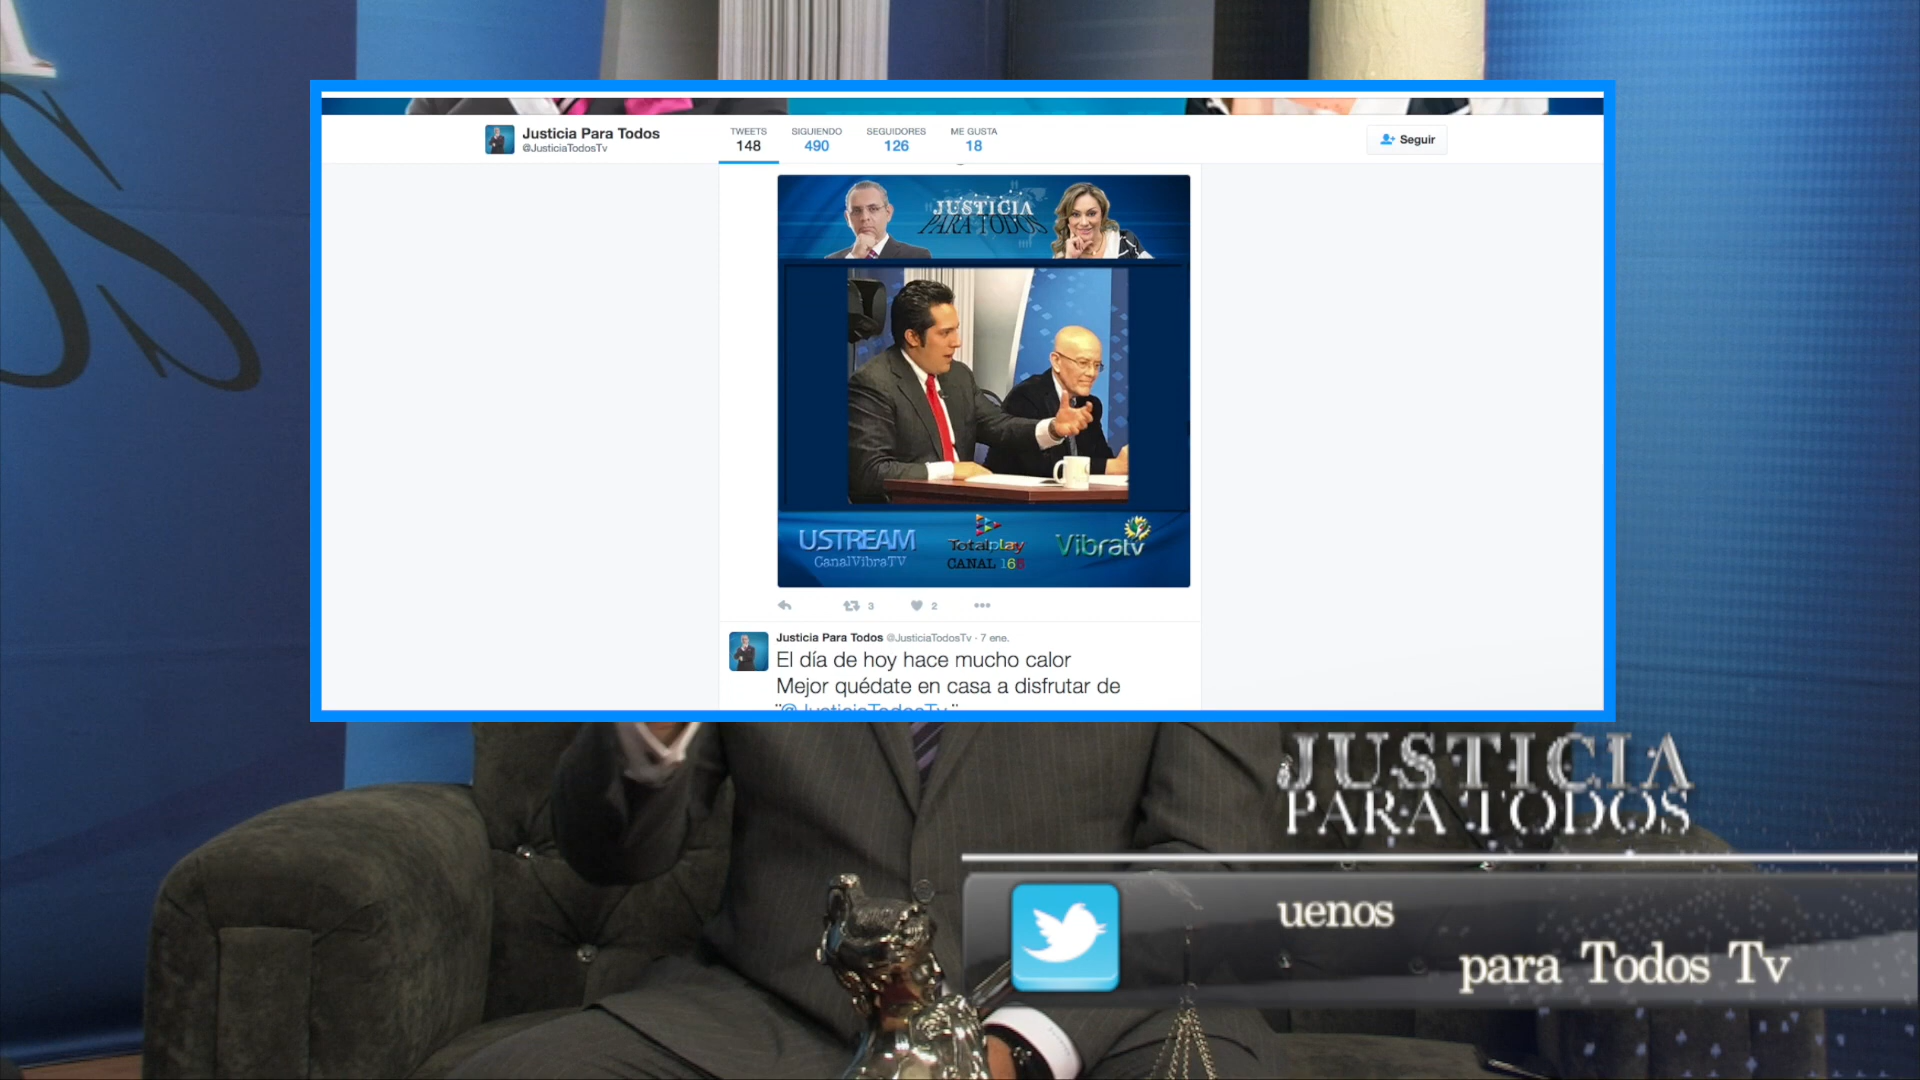 Justicia Para Todos
@JusticiaTodosTv
TWEETS
148
SIGUIENDO
490
SEGUIDORES
126
ME GUSTA
18
Seguir
JUSTICIA
PARA TODOS
USTREAM
CanalVibraTV
Totalplay
CANAL 163
Vibratv
3
2
Justicia Para Todos @JusticiaTodosTv · 7 ene.
El día de hoy hace mucho calor
Mejor quédate en casa a disfrutar de
"@JusticiaTodosTv "
JUSTICIA
PARA TODOS
uenos
para Todos Tv